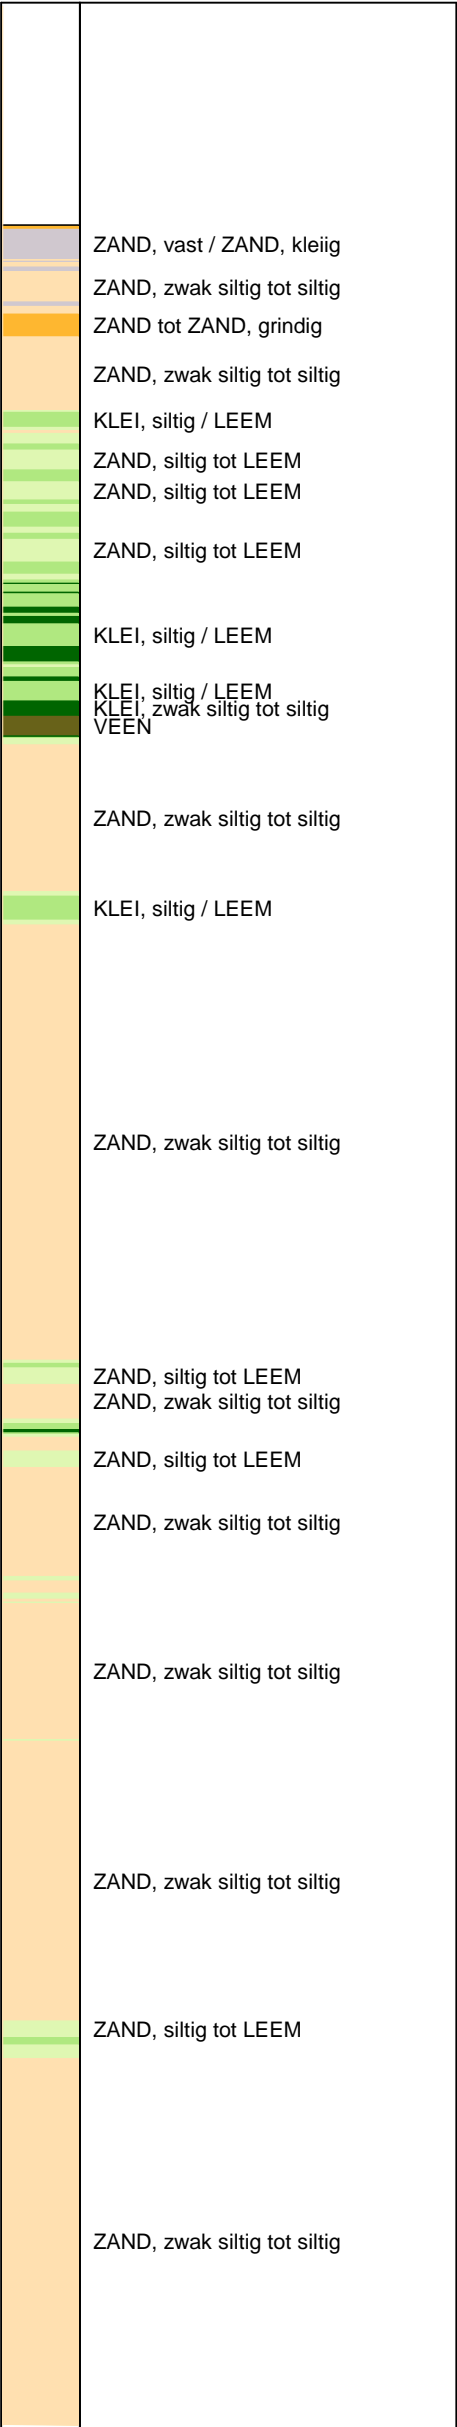 ZAND, vast / ZAND, kleiig
ZAND, zwak siltig tot siltig
ZAND tot ZAND, grindig
ZAND, zwak siltig tot siltig
KLEI, siltig / LEEM
ZAND, siltig tot LEEM
ZAND, siltig tot LEEM
ZAND, siltig tot LEEM
KLEI, siltig / LEEM
KLEI, siltig / LEEM
KLEI, zwak siltig tot siltig
VEEN
ZAND, zwak siltig tot siltig
KLEI, siltig / LEEM
ZAND, zwak siltig tot siltig
ZAND, siltig tot LEEM
ZAND, zwak siltig tot siltig
ZAND, siltig tot LEEM
ZAND, zwak siltig tot siltig
ZAND, zwak siltig tot siltig
ZAND, zwak siltig tot siltig
ZAND, siltig tot LEEM
ZAND, zwak siltig tot siltig